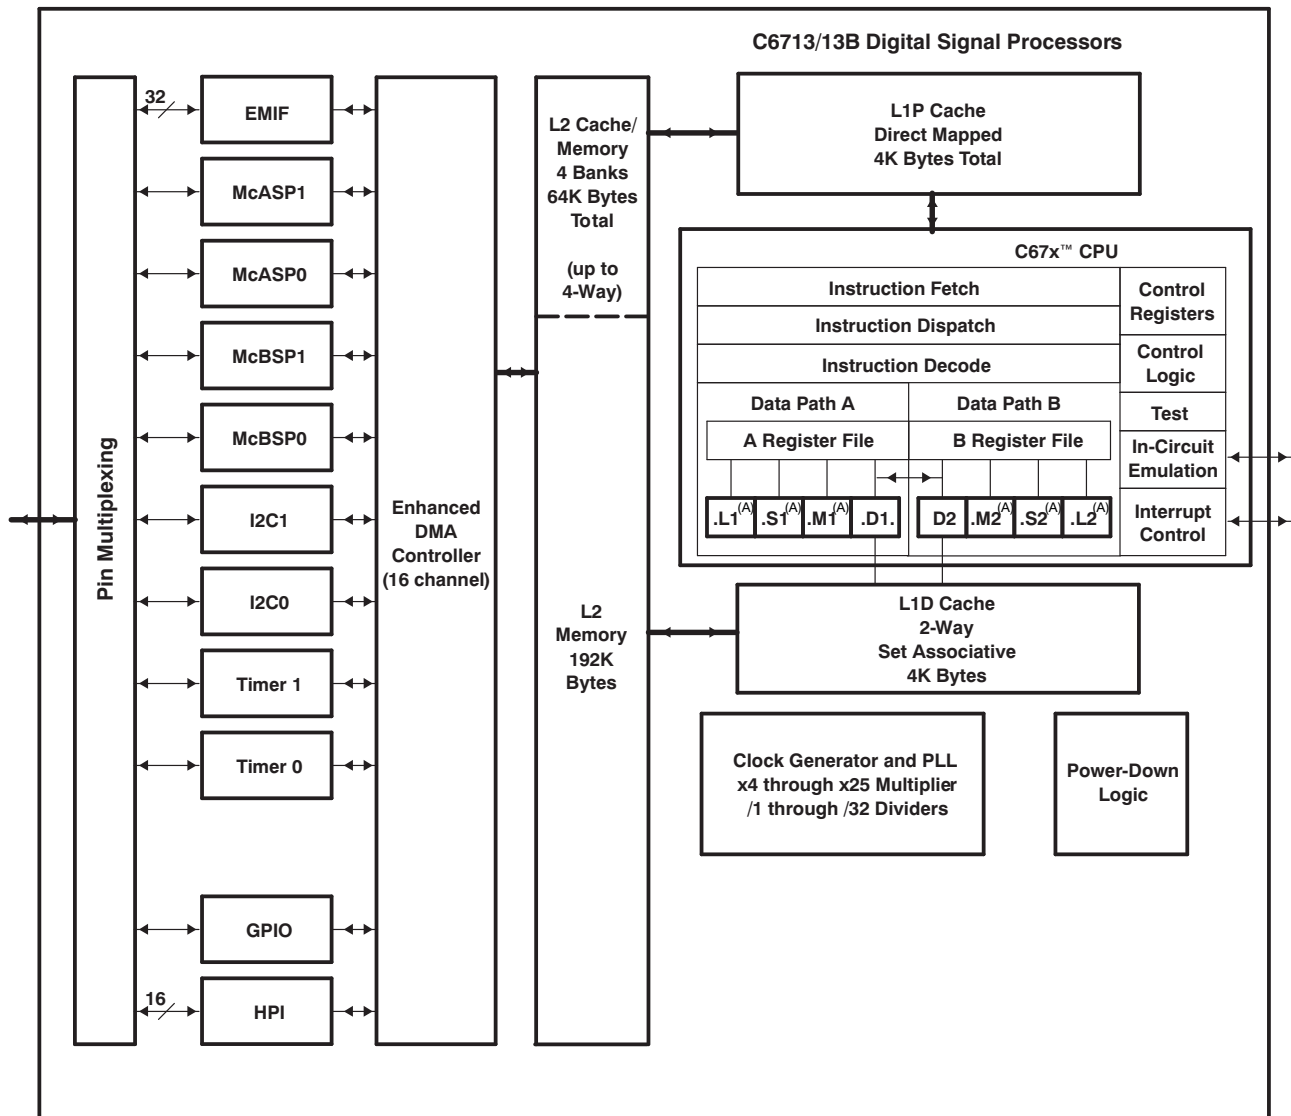 C6713/13B Digital Signal Processors
32
EMIF
McASP1
McASP0
McBSP1
McBSP0
I2C1
I2C0
Timer 1
Timer 0
GPIO
16
HPI
Pin Multiplexing
Enhanced
DMA
Controller
(16 channel)
L2 Cache/
Memory
4 Banks
64K Bytes
Total
(up to
4-Way)
L2
Memory
192K
Bytes
L1P Cache
Direct Mapped
4K Bytes Total
C67x™ CPU
Instruction Fetch
Instruction Dispatch
Instruction Decode
Data Path A
Data Path B
A Register File
B Register File
.L1(A) .S1(A) .M1(A) .D1. D2 .M2(A) .S2(A) .L2(A)
Control
Registers
Control
Logic
Test
In-Circuit
Emulation
Interrupt
Control
L1D Cache
2-Way
Set Associative
4K Bytes
Clock Generator and PLL
x4 through x25 Multiplier
/1 through /32 Dividers
Power-Down
Logic